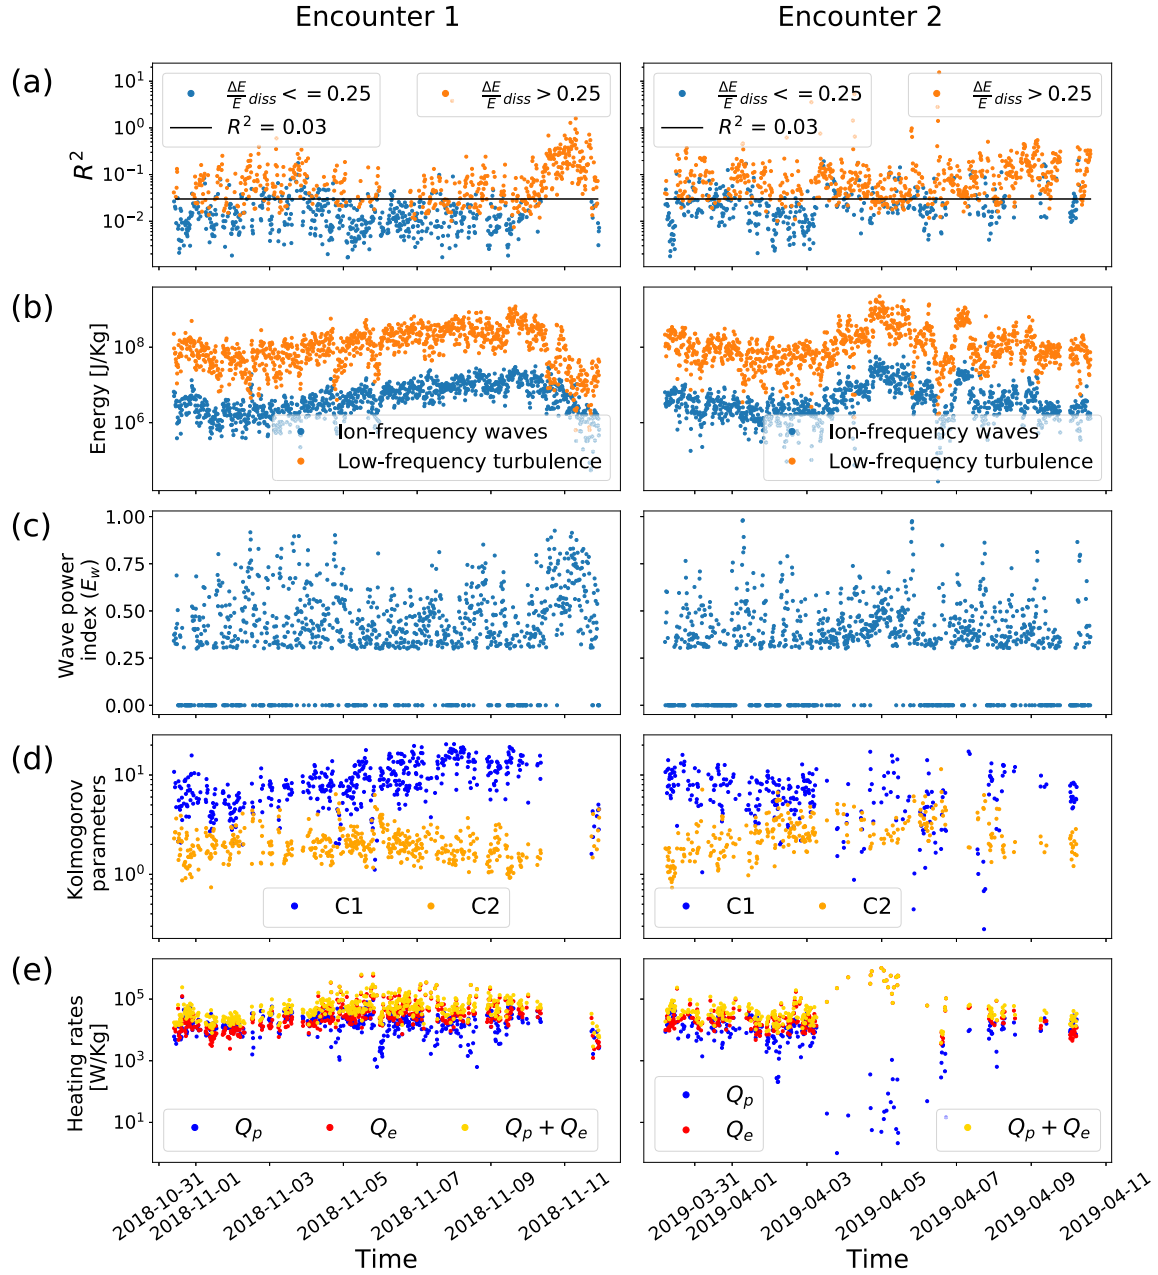 Encounter 1
Encounter 2
(a)
R²
10¹
10⁰
10⁻¹
10⁻²
ΔE/E diss <= 0.25
R² = 0.03
ΔE/E diss > 0.25
ΔE/E diss <= 0.25
R² = 0.03
ΔE/E diss > 0.25
(b)
Energy [J/Kg]
10⁸
10⁶
Ion-frequency waves
Low-frequency turbulence
Ion-frequency waves
Low-frequency turbulence
(c)
Wave power
index (E_w)
1.00
0.75
0.50
0.25
0.00
(d)
Kolmogorov
parameters
10¹
10⁰
C1 C2
C1 C2
(e)
Heating rates
[W/Kg]
10⁵
10³
10¹
Q_p Q_e Q_p + Q_e
Q_p
Q_e
Q_p + Q_e
2018-10-31
2018-11-01
2018-11-03
2018-11-05
2018-11-07
2018-11-09
2018-11-11
2019-03-31
2019-04-01
2019-04-03
2019-04-05
2019-04-07
2019-04-09
2019-04-11
Time
Time